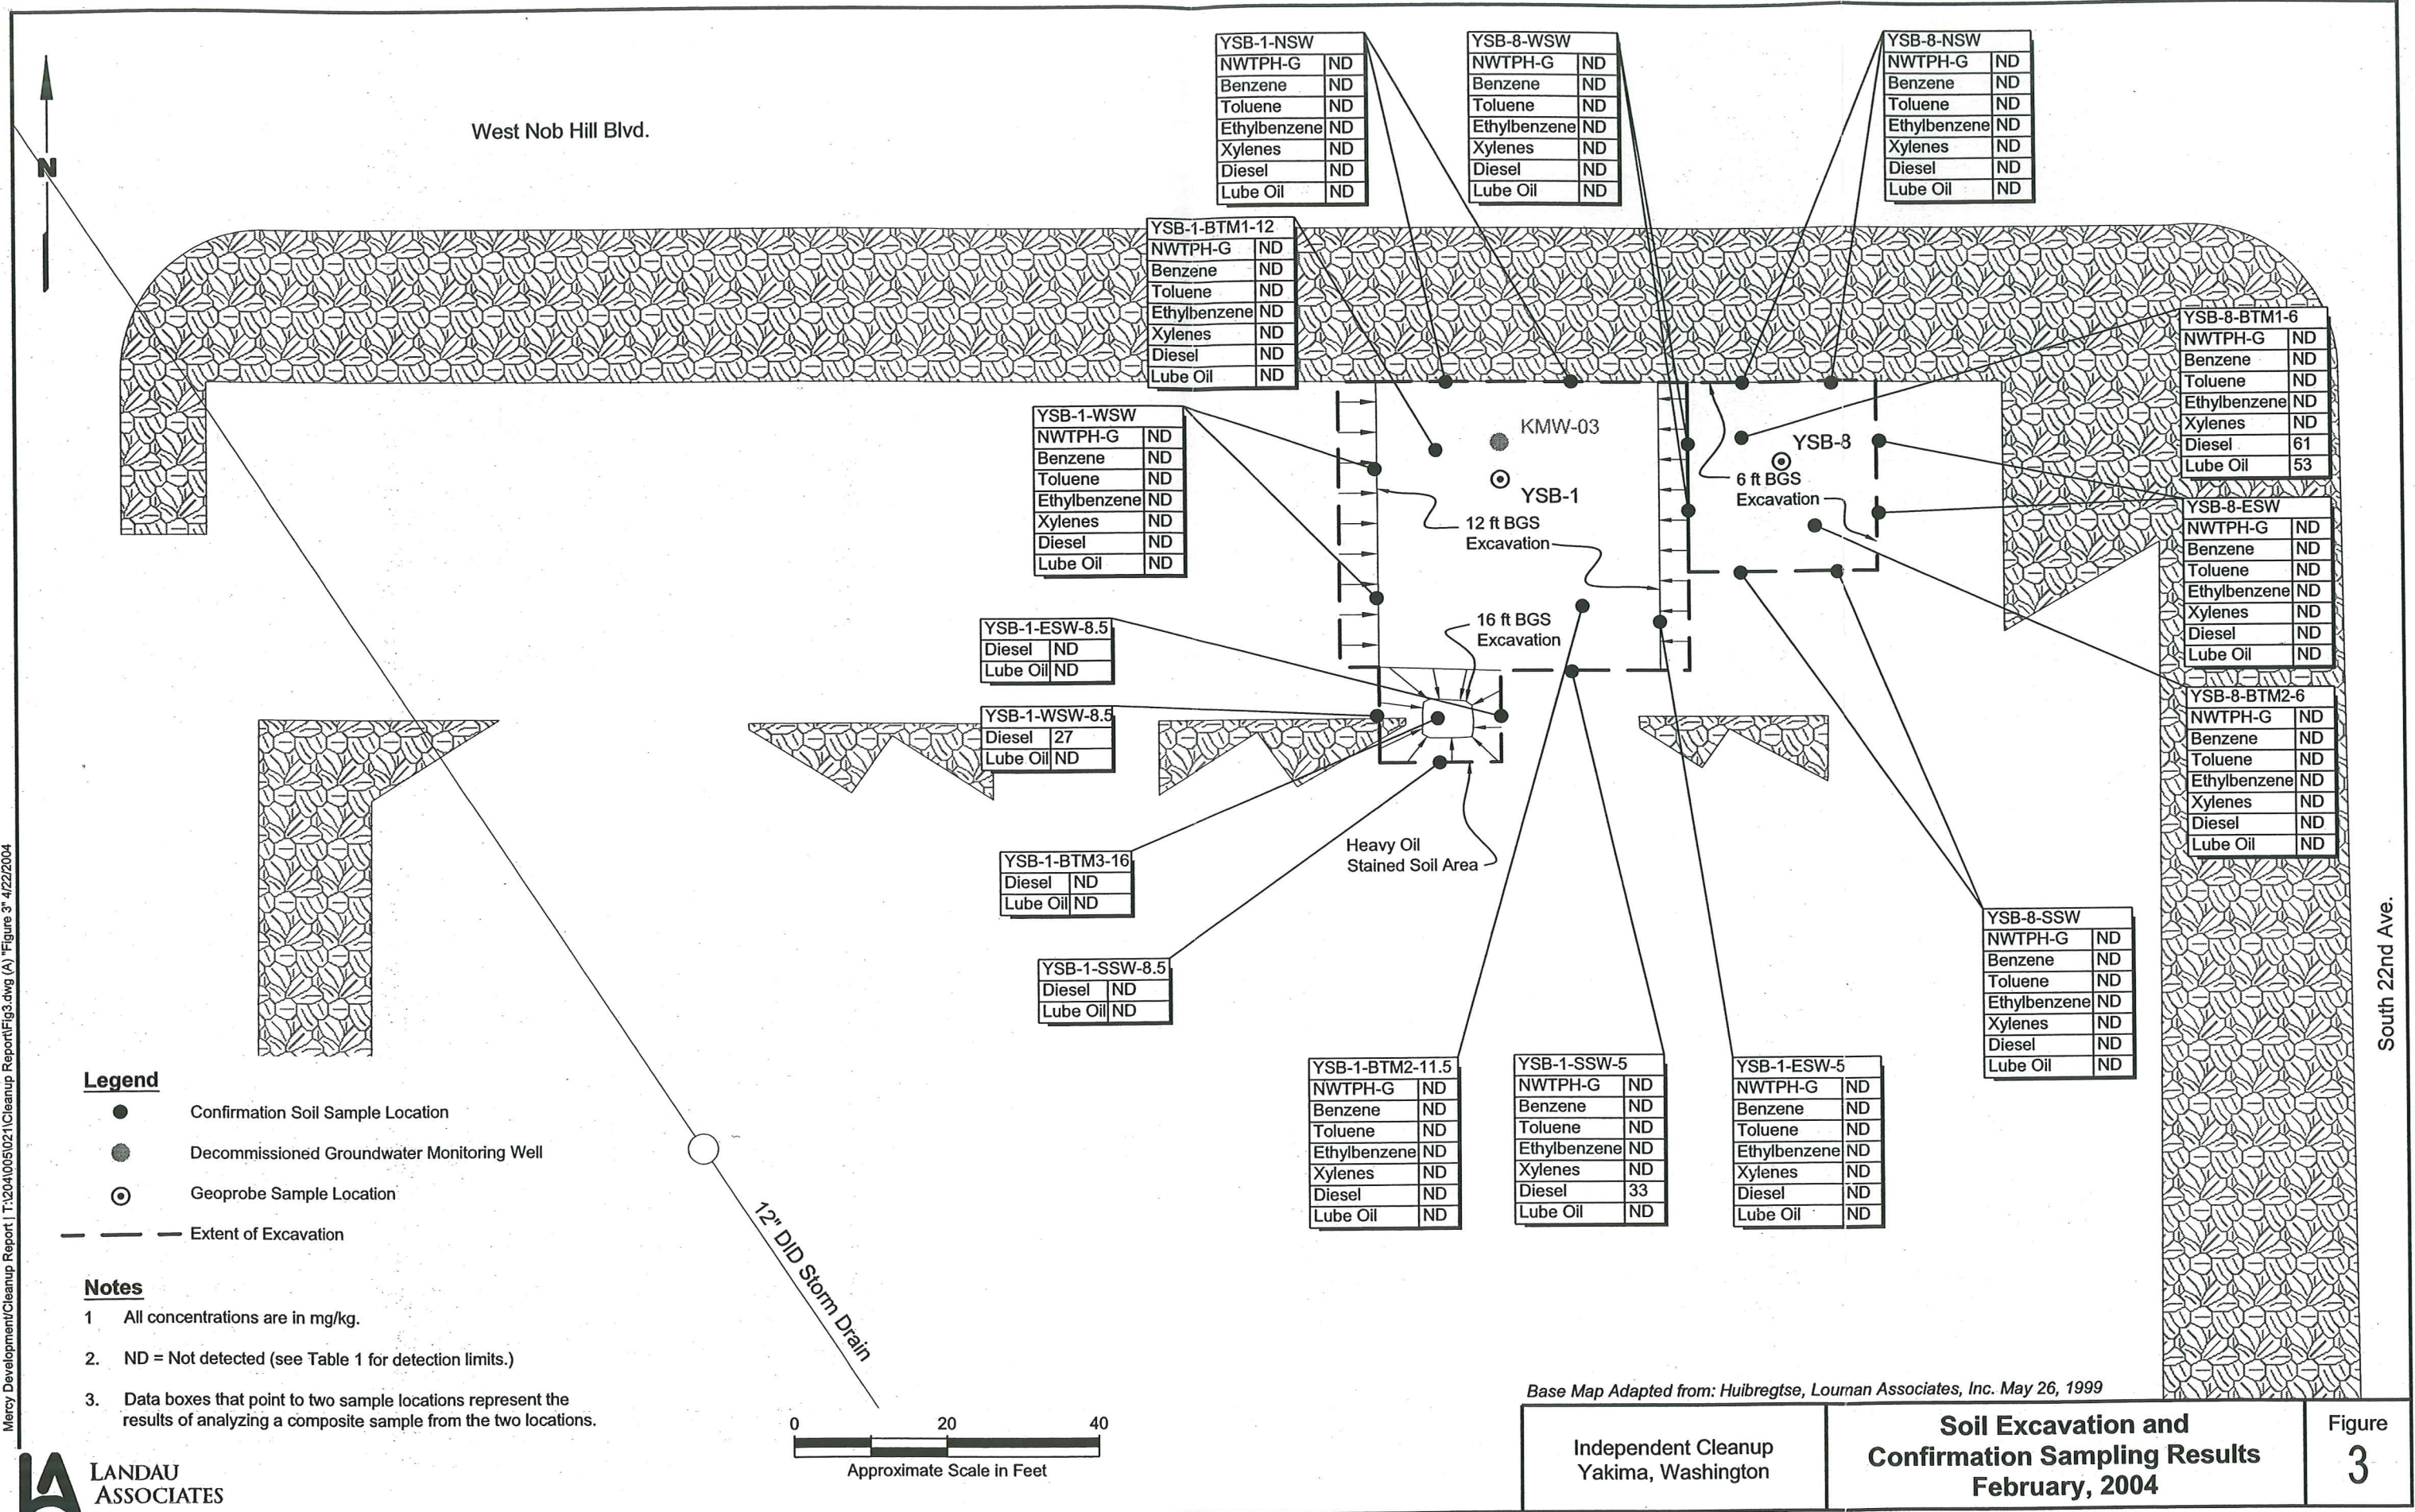 N
West Nob Hill Blvd.
YSB-1-NSW
NWTPH-G ND
Benzene ND
Toluene ND
Ethylbenzene ND
Xylenes ND
Diesel ND
Lube Oil ND
YSB-8-WSW
NWTPH-G ND
Benzene ND
Toluene ND
Ethylbenzene ND
Xylenes ND
Diesel ND
Lube Oil ND
YSB-8-NSW
NWTPH-G ND
Benzene ND
Toluene ND
Ethylbenzene ND
Xylenes ND
Diesel ND
Lube Oil ND
YSB-1-BTM1-12
NWTPH-G ND
Benzene ND
Toluene ND
Ethylbenzene ND
Xylenes ND
Diesel ND
Lube Oil ND
YSB-8-BTM1-6
NWTPH-G ND
Benzene ND
Toluene ND
Ethylbenzene ND
Xylenes ND
Diesel 61
Lube Oil 53
YSB-1-WSW
NWTPH-G ND
Benzene ND
Toluene ND
Ethylbenzene ND
Xylenes ND
Diesel ND
Lube Oil ND
KMW-03
YSB-1
12 ft BGS
Excavation
YSB-8
6 ft BGS
Excavation
16 ft BGS
Excavation
YSB-8-ESW
NWTPH-G ND
Benzene ND
Toluene ND
Ethylbenzene ND
Xylenes ND
Diesel ND
Lube Oil ND
YSB-1-ESW-8.5
Diesel ND
Lube Oil ND
YSB-1-WSW-8.5
Diesel 27
Lube Oil ND
YSB-8-BTM2-6
NWTPH-G ND
Benzene ND
Toluene ND
Ethylbenzene ND
Xylenes ND
Diesel ND
Lube Oil ND
Heavy Oil
Stained Soil Area
YSB-1-BTM3-16
Diesel ND
Lube Oil ND
YSB-1-SSW-8.5
Diesel ND
Lube Oil ND
YSB-8-SSW
NWTPH-G ND
Benzene ND
Toluene ND
Ethylbenzene ND
Xylenes ND
Diesel ND
Lube Oil ND
South 22nd Ave.
YSB-1-BTM2-11.5
NWTPH-G ND
Benzene ND
Toluene ND
Ethylbenzene ND
Xylenes ND
Diesel ND
Lube Oil ND
YSB-1-SSW-5
NWTPH-G ND
Benzene ND
Toluene ND
Ethylbenzene ND
Xylenes ND
Diesel 33
Lube Oil ND
YSB-1-ESW-5
NWTPH-G ND
Benzene ND
Toluene ND
Ethylbenzene ND
Xylenes ND
Diesel ND
Lube Oil ND
Legend
Confirmation Soil Sample Location
Decommissioned Groundwater Monitoring Well
Geoprobe Sample Location
Extent of Excavation
12" DID Storm Drain
Notes
1 All concentrations are in mg/kg.
2. ND = Not detected (see Table 1 for detection limits.)
3. Data boxes that point to two sample locations represent the
results of analyzing a composite sample from the two locations.
0 20 40
Approximate Scale in Feet
Base Map Adapted from: Huibregtse, Louman Associates, Inc. May 26, 1999
LA
LANDAU
ASSOCIATES
Independent Cleanup
Yakima, Washington
Soil Excavation and
Confirmation Sampling Results
February, 2004
Figure
3
Mercy Development/Cleanup Report | T:\204\005\021\Cleanup Report\Fig3.dwg (A) "Figure 3" 4/22/2004